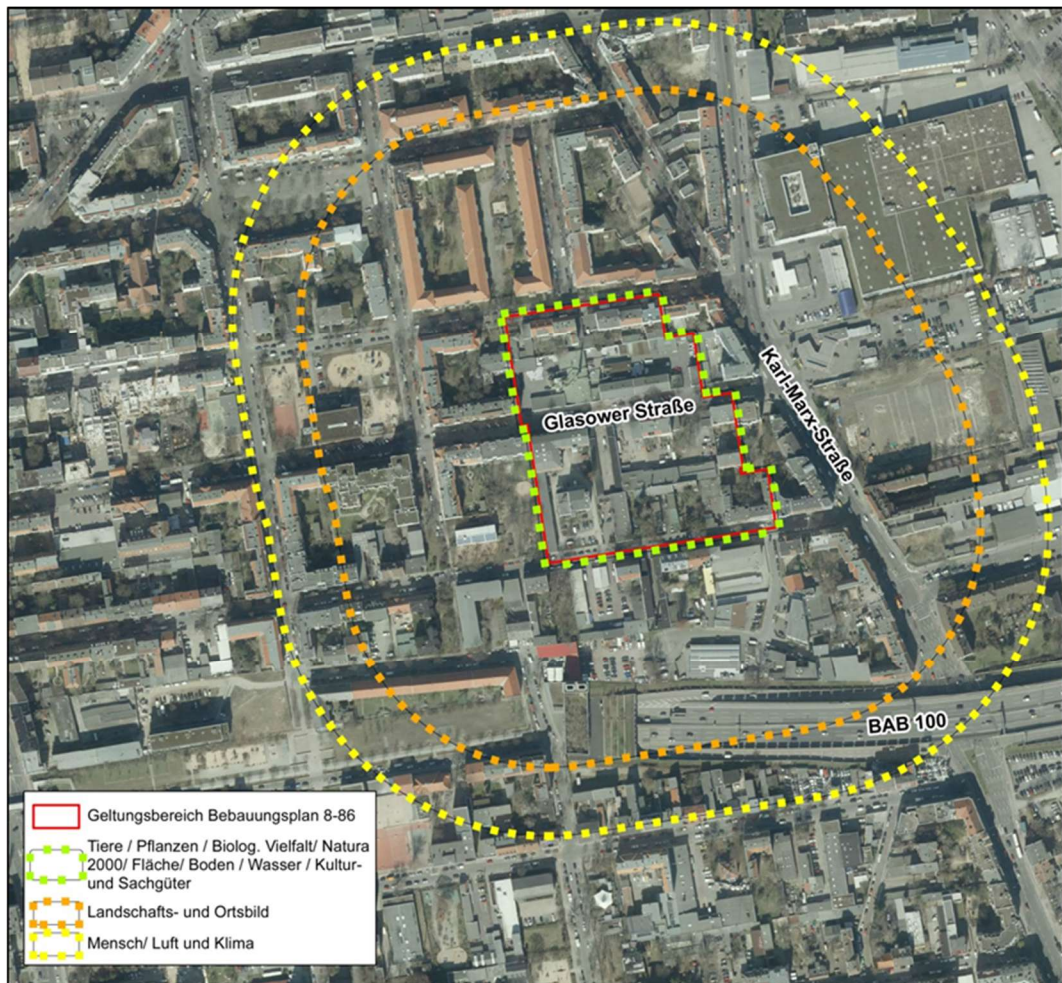 Glasower Straße
Karl-Marx-Straße
BAB 100
Geltungsbereich Bebauungsplan 8-86
Tiere / Pflanzen / Biolog. Vielfalt/ Natura
2000/ Fläche/ Boden / Wasser / Kultur-
und Sachgüter
Landschafts- und Ortsbild
Mensch/ Luft und Klima